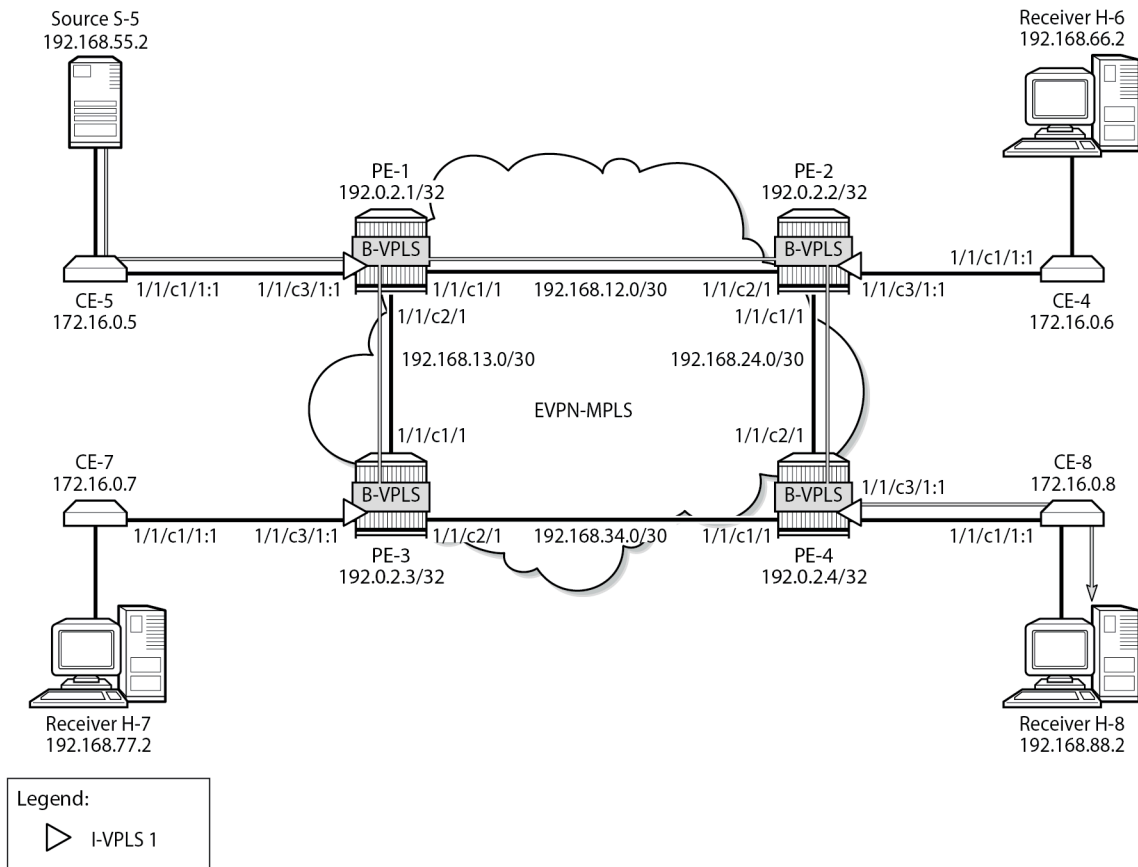 Source S-5
192.168.55.2
Receiver H-6
192.168.66.2
PE-1
192.0.2.1/32
PE-2
192.0.2.2/32
B-VPLS
B-VPLS
1/1/c1/1:1
1/1/c3/1:1
1/1/c1/1
192.168.12.0/30
1/1/c2/1
1/1/c3/1:1
1/1/c1/1:1
CE-5
172.16.0.5
CE-4
172.16.0.6
1/1/c2/1
1/1/c1/1
192.168.13.0/30
192.168.24.0/30
EVPN-MPLS
1/1/c1/1
1/1/c2/1
CE-7
172.16.0.7
CE-8
172.16.0.8
B-VPLS
B-VPLS
1/1/c3/1:1
1/1/c1/1:1
1/1/c3/1:1
1/1/c2/1
192.168.34.0/30
1/1/c1/1
1/1/c1/1:1
PE-3
192.0.2.3/32
PE-4
192.0.2.4/32
Receiver H-7
192.168.77.2
Receiver H-8
192.168.88.2
Legend:
I-VPLS 1